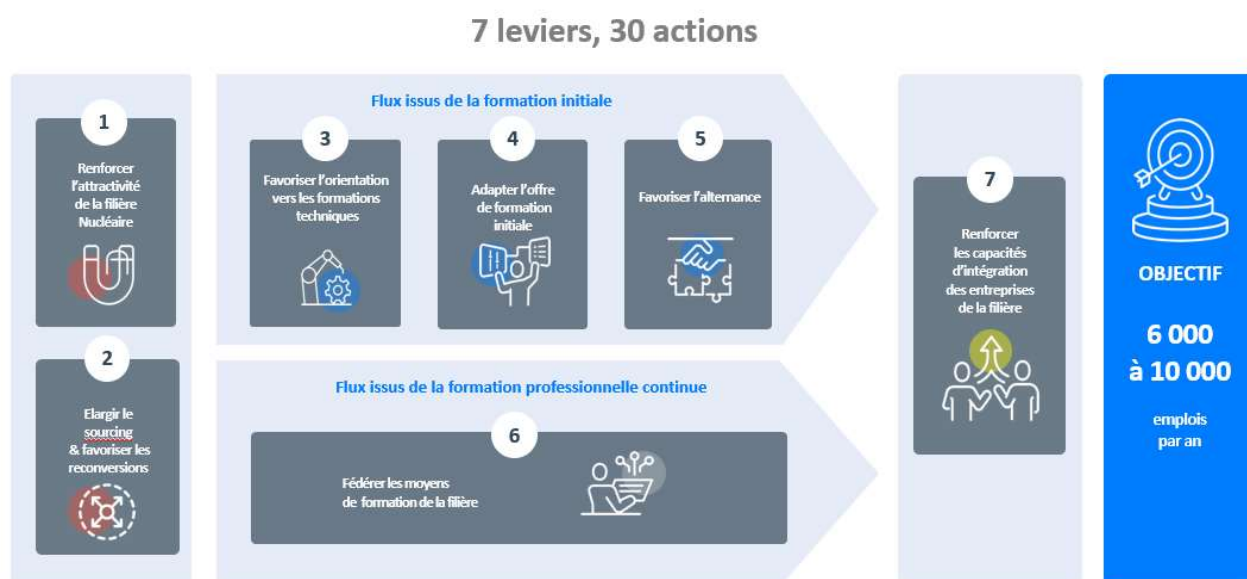 7 leviers, 30 actions
1
Renforcer
l'attractivité
de la filière
Nucléaire
2
Elargir le
sourcing
& favoriser les
reconversions
Flux issus de la formation initiale
3
Favoriser l'orientation
vers les formations
techniques
4
Adapter l'offre
de formation
initiale
5
Favoriser l'alternance
Flux issus de la formation professionnelle continue
6
Fédérer les moyens
de formation de la filière
7
Renforcer
les capacités
d'intégration
des entreprises
de la filière
OBJECTIF
6 000
à 10 000
emplois
par an